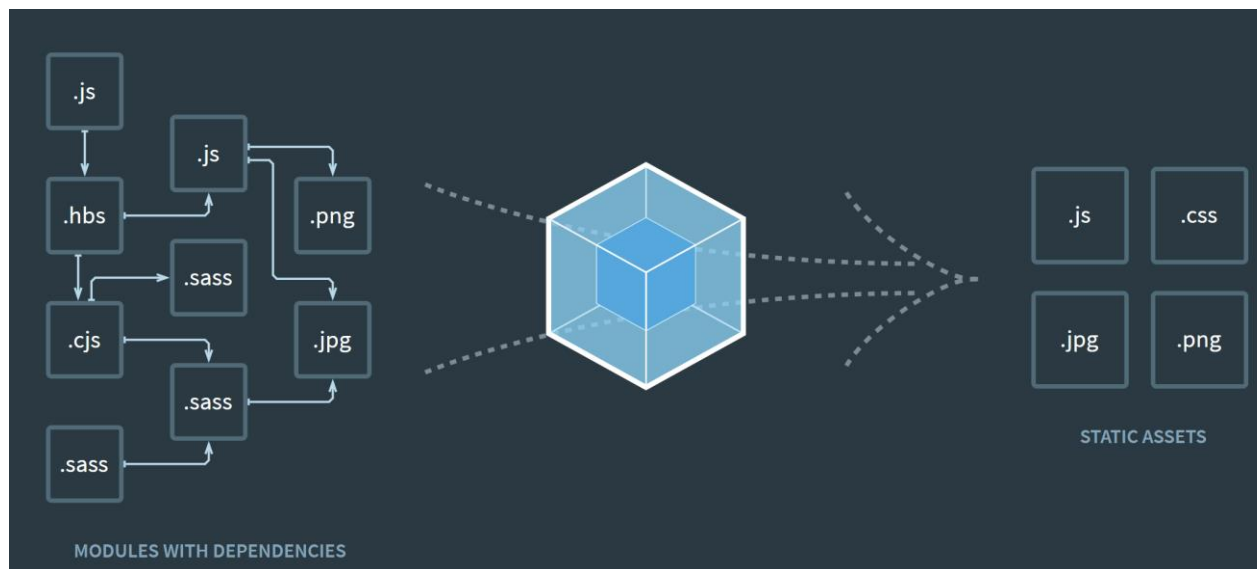 .js
.js
.hbs
.png
.sass
.cjs
.jpg
.sass
.sass
MODULES WITH DEPENDENCIES
.js
.css
.jpg
.png
STATIC ASSETS